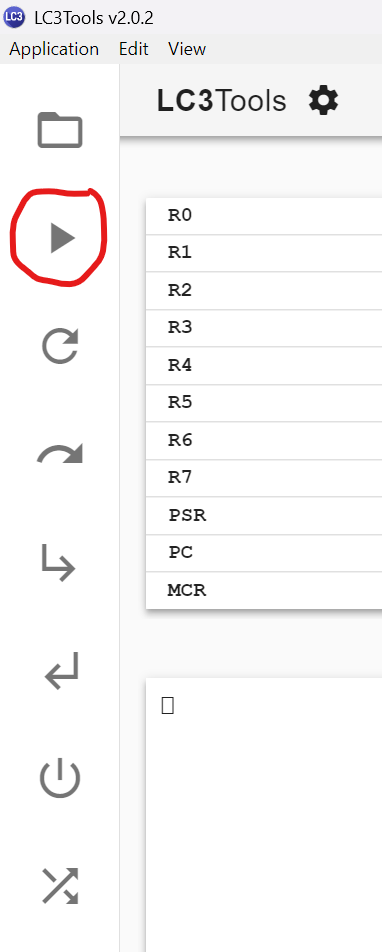 LC3 LC3Tools v2.0.2
Application Edit View
LC3Tools
R0
R1
R2
R3
R4
R5
R6
R7
PSR
PC
MCR